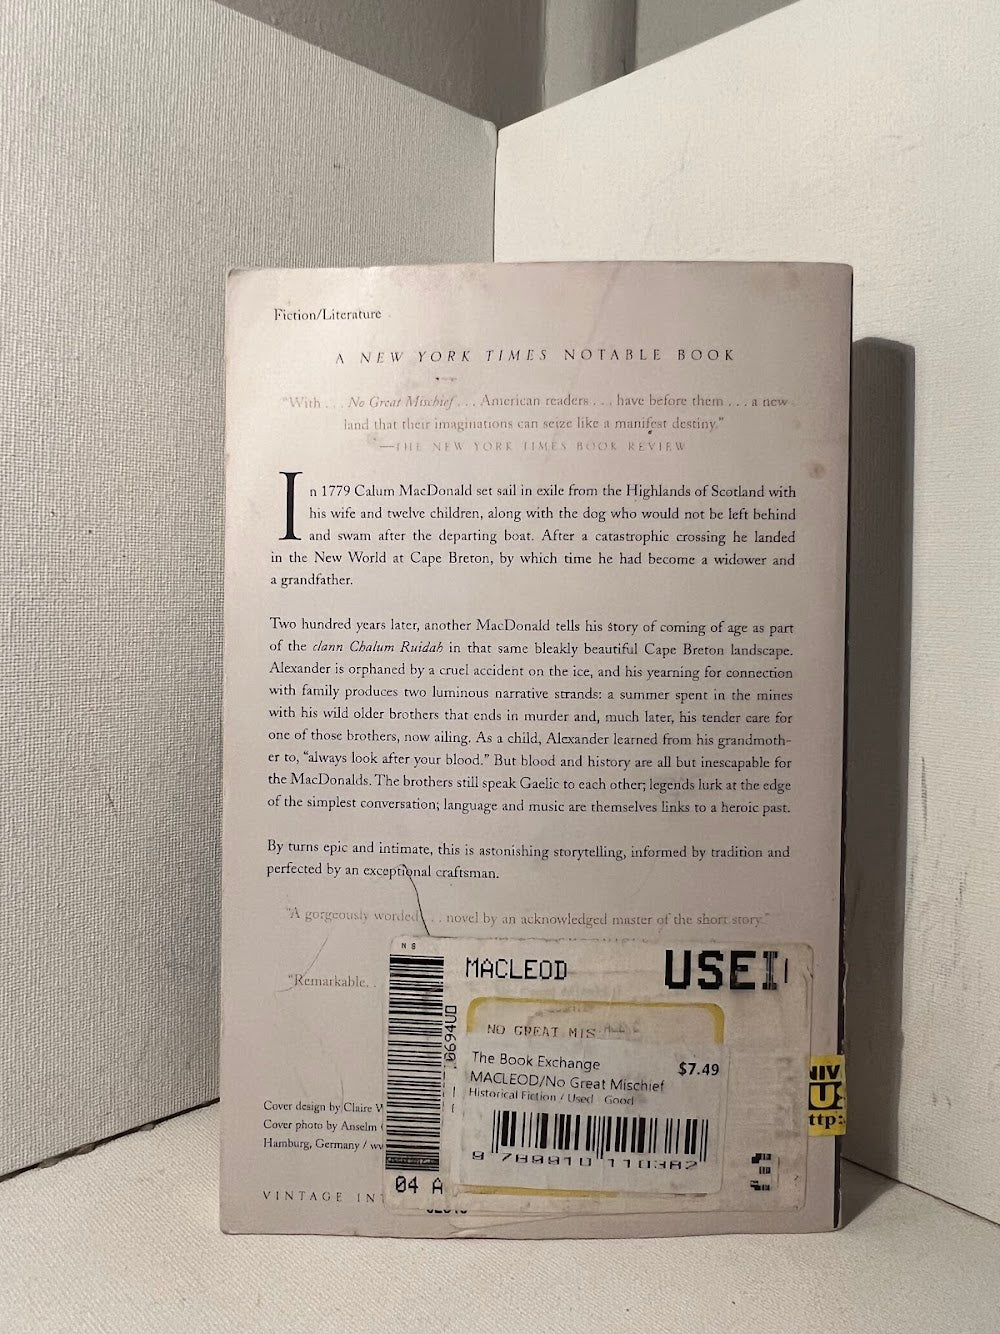 Fiction/Literature
A NEW YORK TIMES NOTABLE BOOK
“With . . . No Great Mischief . . . American readers . . . have before them . . . a new
land that their imaginations can seize like a manifest destiny.”
—THE NEW YORK TIMES BOOK REVIEW
In 1779 Calum MacDonald set sail in exile from the Highlands of Scotland with
his wife and twelve children, along with the dog who would not be left behind
and swam after the departing boat. After a catastrophic crossing he landed
in the New World at Cape Breton, by which time he had become a widower and
a grandfather.
Two hundred years later, another MacDonald tells his story of coming of age as part
of the clann Chalum Ruidah in that same bleakly beautiful Cape Breton landscape.
Alexander is orphaned by a cruel accident on the ice, and his yearning for connection
with family produces two luminous narrative strands: a summer spent in the mines
with his wild older brothers that ends in murder and, much later, his tender care for
one of those brothers, now ailing. As a child, Alexander learned from his grandmoth-
er to, “always look after your blood.” But blood and history are all but inescapable for
the MacDonalds. The brothers still speak Gaelic to each other; legends lurk at the edge
of the simplest conversation; language and music are themselves links to a heroic past.
By turns epic and intimate, this is astonishing storytelling, informed by tradition and
perfected by an exceptional craftsman.
“A gorgeously worded . . . novel by an acknowledged master of the short story.”
“Remarkable. .
N 8
MACLEOD
USED
NO GREAT MIS
The Book Exchange
$7.49
MACLEOD/No Great Mischief
Historical Fiction / Used Good
9 780910 110382
04 A
NIV
US
ttp:
Cover design by Claire
Cover photo by Anselm
Hamburg, Germany / ww
VINTAGE INT